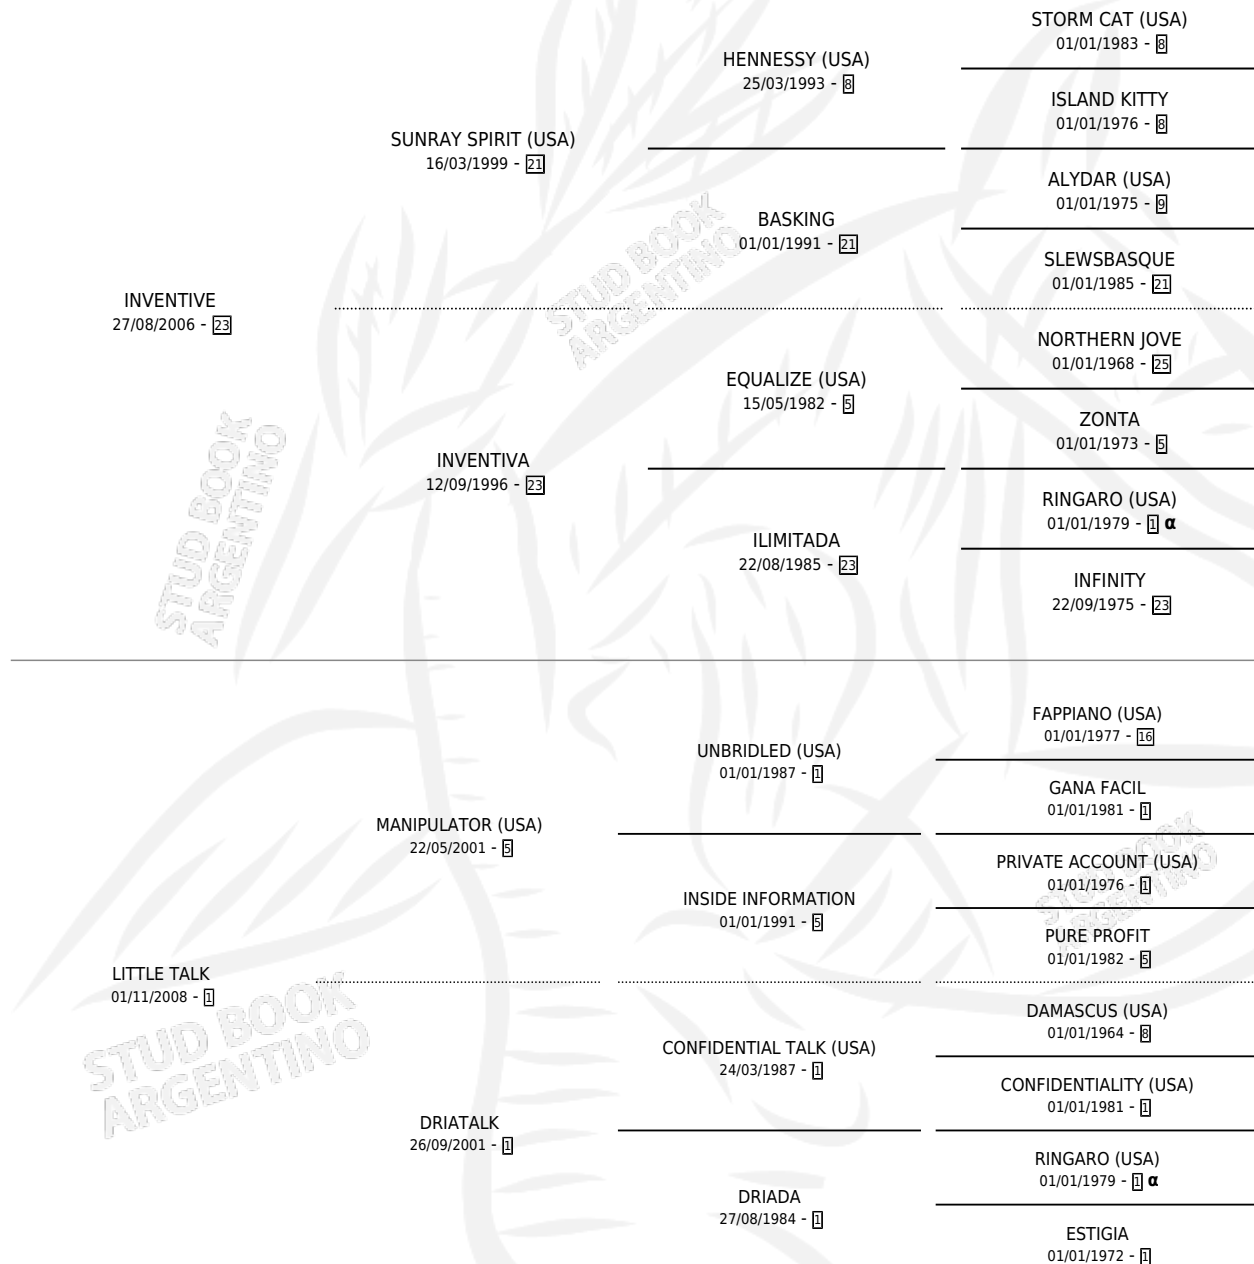 STORM CAT (USA)
01/01/1983 - 8
HENNESSY (USA)
25/03/1993 - 8
ISLAND KITTY
01/01/1976 - 8
SUNRAY SPIRIT (USA)
16/03/1999 - 21
ALYDAR (USA)
01/01/1975 - 9
BASKING
01/01/1991 - 21
SLEWSBASQUE
01/01/1985 - 21
INVENTIVE
27/08/2006 - 23
NORTHERN JOVE
01/01/1968 - 25
EQUALIZE (USA)
15/05/1982 - 5
ZONTA
01/01/1973 - 5
INVENTIVA
12/09/1996 - 23
RINGARO (USA)
01/01/1979 - 1 α
ILIMITADA
22/08/1985 - 23
INFINITY
22/09/1975 - 23
FAPPIANO (USA)
01/01/1977 - 16
UNBRIDLED (USA)
01/01/1987 - 1
GANA FACIL
01/01/1981 - 1
MANIPULATOR (USA)
22/05/2001 - 5
PRIVATE ACCOUNT (USA)
01/01/1976 - 1
INSIDE INFORMATION
01/01/1991 - 5
PURE PROFIT
01/01/1982 - 5
LITTLE TALK
01/11/2008 - 1
DAMASCUS (USA)
01/01/1964 - 8
CONFIDENTIAL TALK (USA)
24/03/1987 - 1
CONFIDENTIALITY (USA)
01/01/1981 - 1
DRIATALK
26/09/2001 - 1
RINGARO (USA)
01/01/1979 - 1 α
DRIADA
27/08/1984 - 1
ESTIGIA
01/01/1972 - 1
STUD BOOK
ARGENTINO
STUD BOOK
ARGENTINO
STUD BOOK
ARGENTINO
STUD BOOK
ARGENTINO